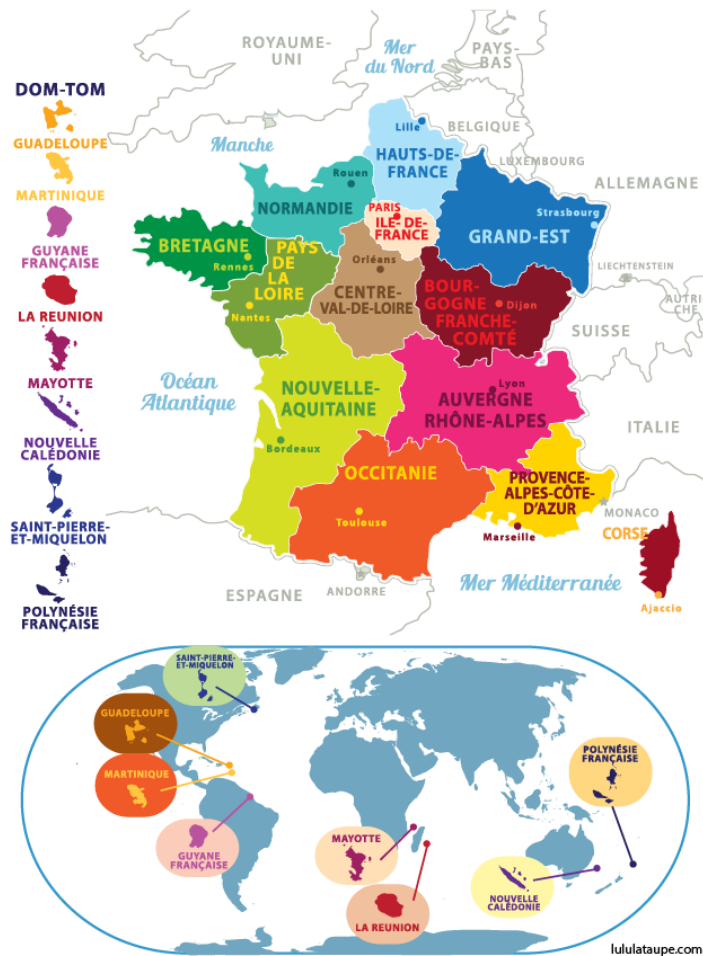 ROYAUME-
UNI
Mer
du Nord
PAYS-
BAS
DOM-TOM
GUADELOUPE
MARTINIQUE
GUYANE
FRANÇAISE
LA REUNION
MAYOTTE
NOUVELLE
CALÉDONIE
SAINT-PIERRE-
ET-MIQUELON
POLYNÉSIE
FRANÇAISE
Manche
Lille
BELGIQUE
HAUTS-DE-
FRANCE
LUXEMBOURG
ALLEMAGNE
Rouen
NORMANDIE
PARIS
ILE- DE-
FRANCE
Strasbourg
GRAND-EST
BRETAGNE
Rennes
PAYS
DE
LA
LOIRE
Nantes
Orléans
CENTRE-
VAL-DE-LOIRE
BOUR-
GOGNE
FRANCHE-
COMTÉ
Dijon
LIECHTENSTEIN
AUTRI-
CHE
SUISSE
Océan
Atlantique
NOUVELLE-
AQUITAINE
Bordeaux
Lyon
AUVERGNE
RHÔNE-ALPES
ITALIE
OCCITANIE
Toulouse
PROVENCE-
ALPES-CÔTE-
D'AZUR
Marseille
MONACO
CORSE
Ajaccio
ESPAGNE
ANDORRE
Mer Méditerranée
SAINT-PIERRE-
ET-MIQUELON
GUADELOUPE
MARTINIQUE
GUYANE
FRANÇAISE
MAYOTTE
LA REUNION
POLYNÉSIE
FRANÇAISE
NOUVELLE
CALÉDONIE
lululataupe.com